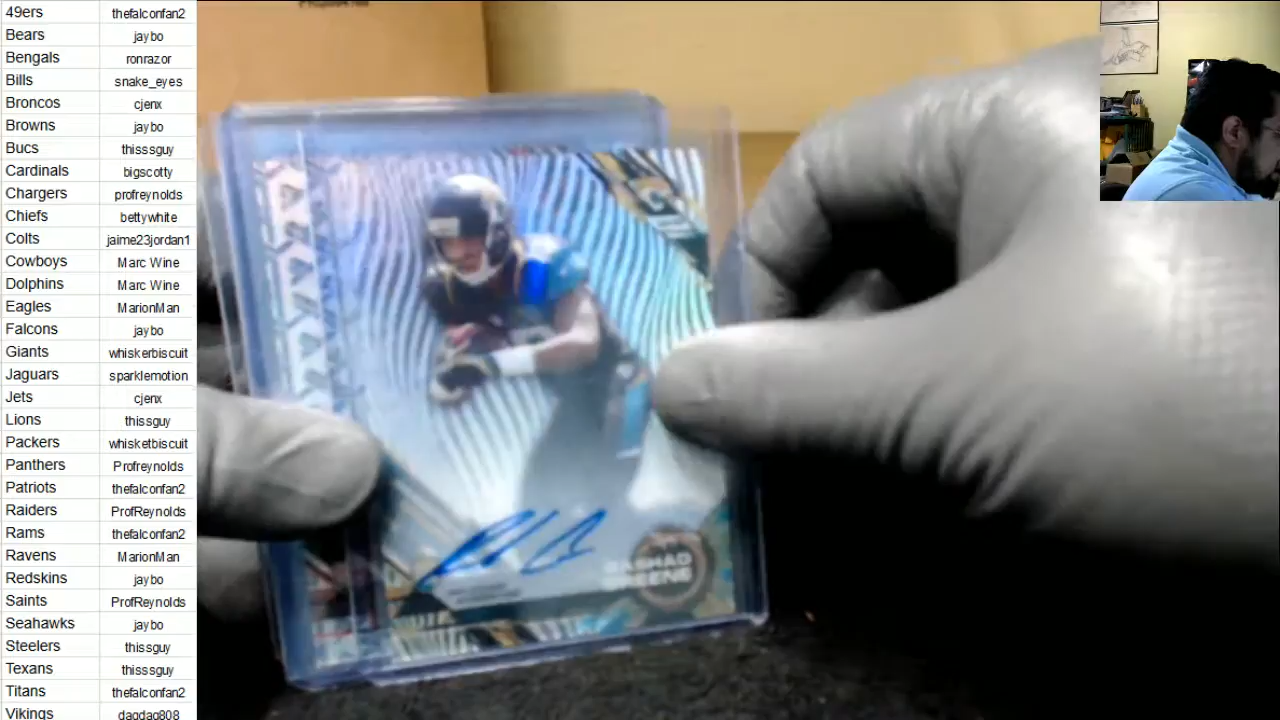 49ers thefalconfan2
Bears jaybo
Bengals ronrazor
Bills snake_eyes
Broncos cjenx
Browns jaybo
Bucs thisssguy
Cardinals bigscotty
Chargers profreynolds
Chiefs bettywhite
Colts jaime23jordan1
Cowboys Marc Wine
Dolphins Marc Wine
Eagles MarionMan
Falcons jaybo
Giants whiskerbiscuit
Jaguars sparklemotion
Jets cjenx
Lions thissguy
Packers whisketbiscuit
Panthers Profreynolds
Patriots thefalconfan2
Raiders ProfReynolds
Rams thefalconfan2
Ravens MarionMan
Redskins jaybo
Saints ProfReynolds
Seahawks jaybo
Steelers thissguy
Texans thisssguy
Titans thefalconfan2
Vikings dagdag808
RASHAD
GREENE